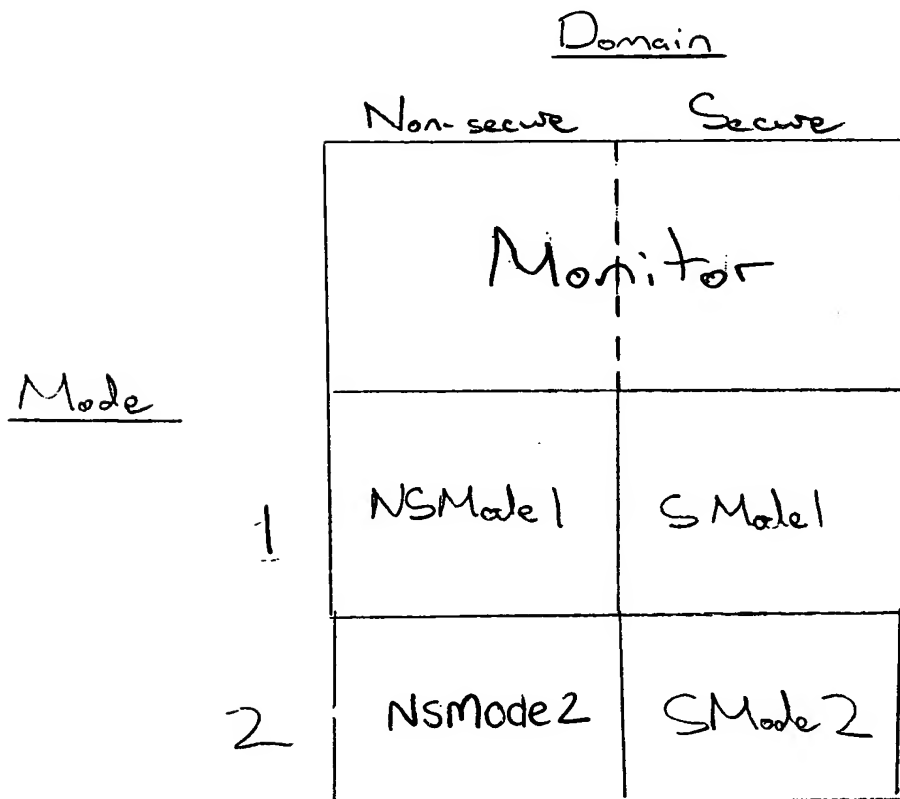 Domain
Non-secure Secure
Monitor
Mode
1 NSMode1 SMode1
2 NSMode2 SMode2